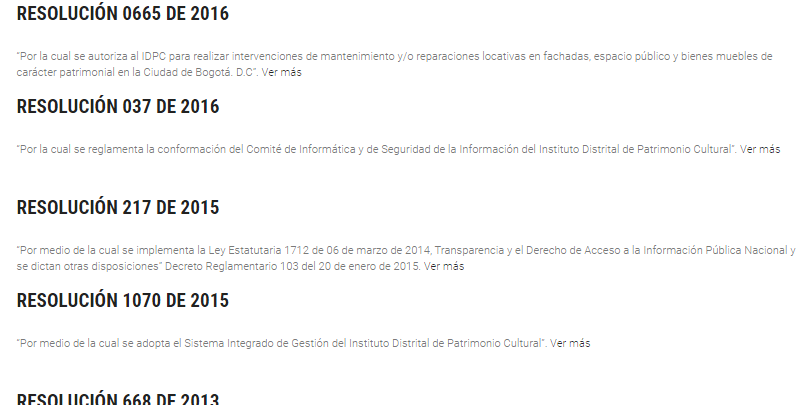 RESOLUCIÓN 0665 DE 2016
“Por la cual se autoriza al IDPC para realizar intervenciones de mantenimiento y/o reparaciones locativas en fachadas, espacio público y bienes muebles de
carácter patrimonial en la Ciudad de Bogotá. D.C”. Ver más
RESOLUCIÓN 037 DE 2016
“Por la cual se reglamenta la conformación del Comité de Informática y de Seguridad de la Información del Instituto Distrital de Patrimonio Cultural”. Ver más
RESOLUCIÓN 217 DE 2015
“Por medio de la cual se implementa la Ley Estatutaria 1712 de 06 de marzo de 2014, Transparencia y el Derecho de Acceso a la Información Pública Nacional y
se dictan otras disposiciones” Decreto Reglamentario 103 del 20 de enero de 2015. Ver más
RESOLUCIÓN 1070 DE 2015
“Por medio de la cual se adopta el Sistema Integrado de Gestión del Instituto Distrital de Patrimonio Cultural”. Ver más
RESOLUCIÓN 668 DE 2013